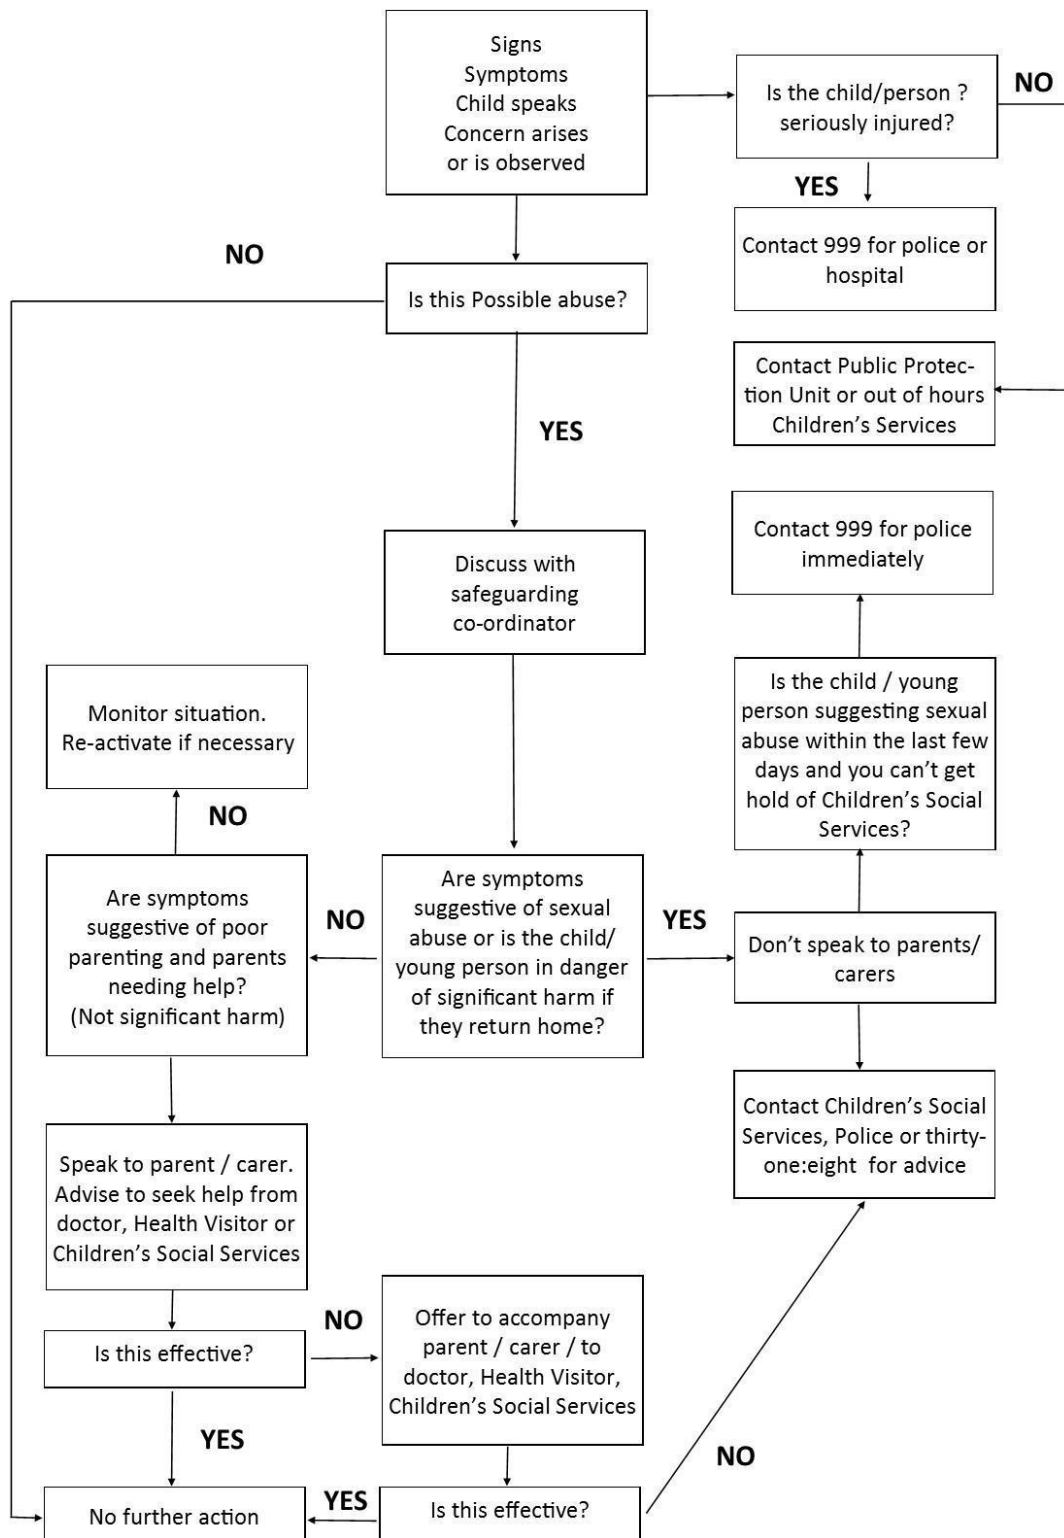 Signs
Symptoms
Child speaks
Concern arises
or is observed
Is the child/person ?
seriously injured?
NO
YES
Contact 999 for police or
hospital
NO
Is this Possible abuse?
Contact Public Protec-
tion Unit or out of hours
Children’s Services
YES
Contact 999 for police
immediately
Discuss with
safeguarding
co-ordinator
Is the child / young
person suggesting sexual
abuse within the last few
days and you can’t get
hold of Children’s Social
Services?
Monitor situation.
Re-activate if necessary
NO
Are symptoms
suggestive of poor
parenting and parents
needing help?
(Not significant harm)
NO
Are symptoms
suggestive of sexual
abuse or is the child/
young person in danger
of significant harm if
they return home?
YES
Don’t speak to parents/
carers
Contact Children’s Social
Services, Police or thirty-
one:eight for advice
Speak to parent / carer.
Advise to seek help from
doctor, Health Visitor or
Children’s Social Services
Is this effective?
NO
Offer to accompany
parent / carer / to
doctor, Health Visitor,
Children’s Social Services
YES
NO
No further action
YES
Is this effective?